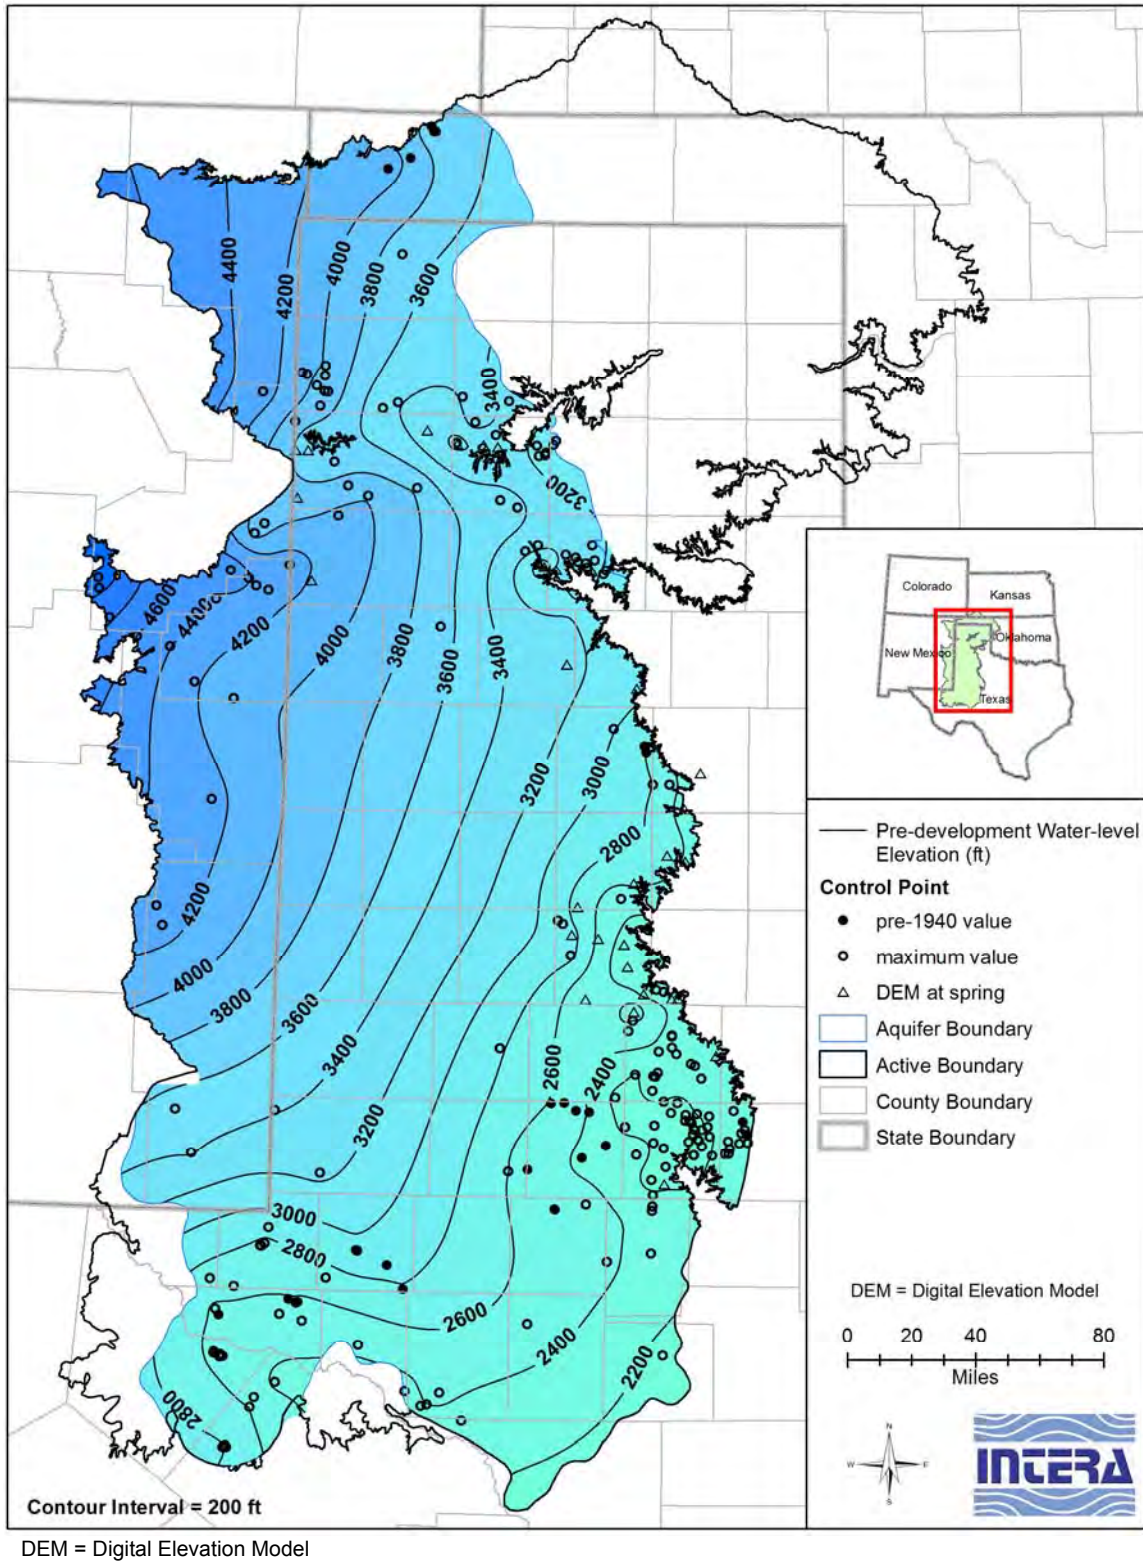 4400
4200
4000
3800
3600
3400
3200
4600
4400
4200
4000
3800
3600
3400
3200
3000
2800
4200
4000
3800
3600
3400
3200
2600
2400
3000
2800
2600
2400
2200
2800
Contour Interval = 200 ft
Colorado
Kansas
New Mexico
Oklahoma
Texas
Pre-development Water-level
Elevation (ft)
Control Point
pre-1940 value
maximum value
DEM at spring
Aquifer Boundary
Active Boundary
County Boundary
State Boundary
DEM = Digital Elevation Model
0 20 40 80
Miles
N
W E
S
INTERA
DEM = Digital Elevation Model